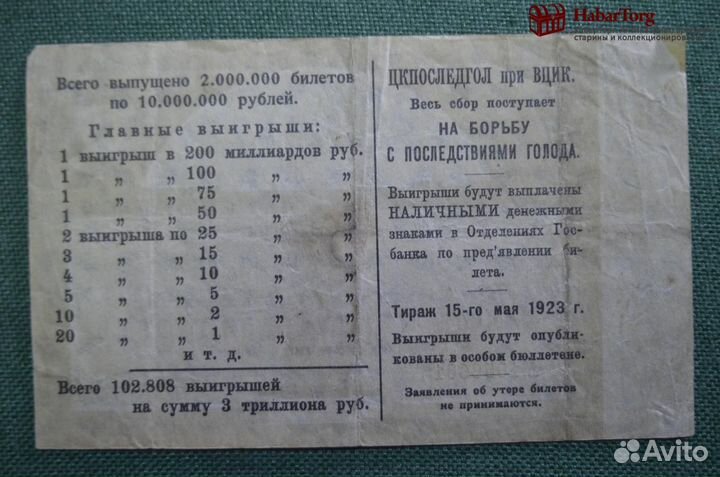 HabarTorg
старины и коллекционирования
Всего выпущено 2.000.000 билетов
по 10.000.000 рублей.
Главные выигрыши:
1 выигрыш в 200 миллиардов руб.
1 „ „ 100 „ „
1 „ „ 75 „ „
1 „ „ 50 „ „
2 выигрыша по 25 „ „
3 „ „ 15 „ „
4 „ „ 10 „ „
5 „ „ 5 „ „
10 „ „ 2 „ „
20 „ „ 1 „ „
и т. д.
Всего 102.808 выигрышей
на сумму 3 триллиона руб.
ЦКПОСЛЕДГОЛ при ВЦИК.
Весь сбор поступает
НА БОРЬБУ
С ПОСЛЕДСТВИЯМИ ГОЛОДА.
Выигрыши будут выплачены
НАЛИЧНЫМИ денежными
знаками в Отделениях Гос-
банка по пред'явлении би-
лета.
Тираж 15-го мая 1923 г.
Выигрыши будут опубли-
кованы в особом бюллетене.
Заявления об утере билетов
не принимаются.
Avito